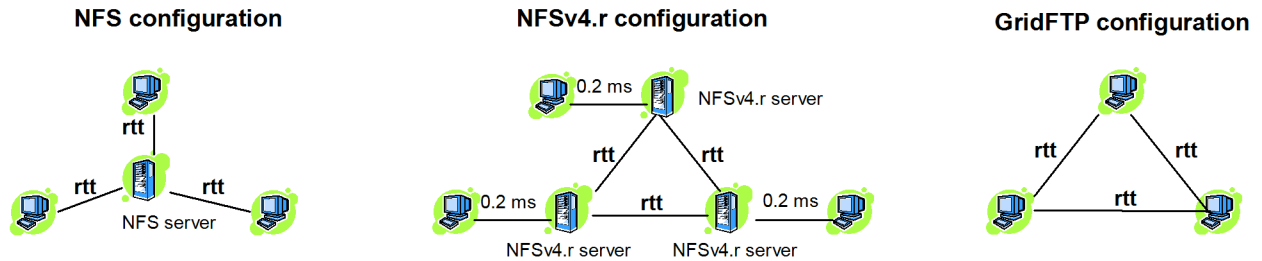 NFS configuration
rtt
rtt
rtt
NFS server
NFSv4.r configuration
0.2 ms
NFSv4.r server
rtt
rtt
0.2 ms
rtt
0.2 ms
NFSv4.r server
NFSv4.r server
GridFTP configuration
rtt
rtt
rtt